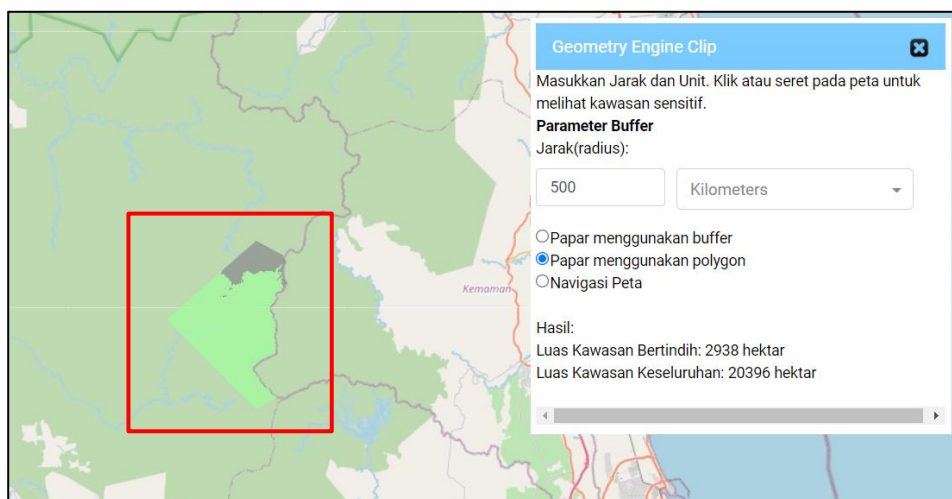 Geometry Engine Clip
Masukkan Jarak dan Unit. Klik atau seret pada peta untuk
melihat kawasan sensitif.
Parameter Buffer
Jarak(radius):
500
Kilometers
Papar menggunakan buffer
Papar menggunakan polygon
Navigasi Peta
Kemaman
Hasil:
Luas Kawasan Bertindih: 2938 hektar
Luas Kawasan Keseluruhan: 20396 hektar